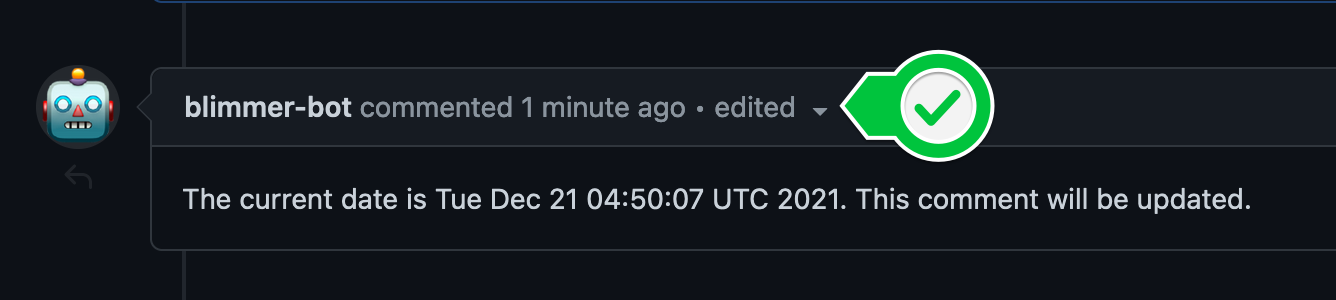 blimmer-bot commented 1 minute ago • edited
The current date is Tue Dec 21 04:50:07 UTC 2021. This comment will be updated.